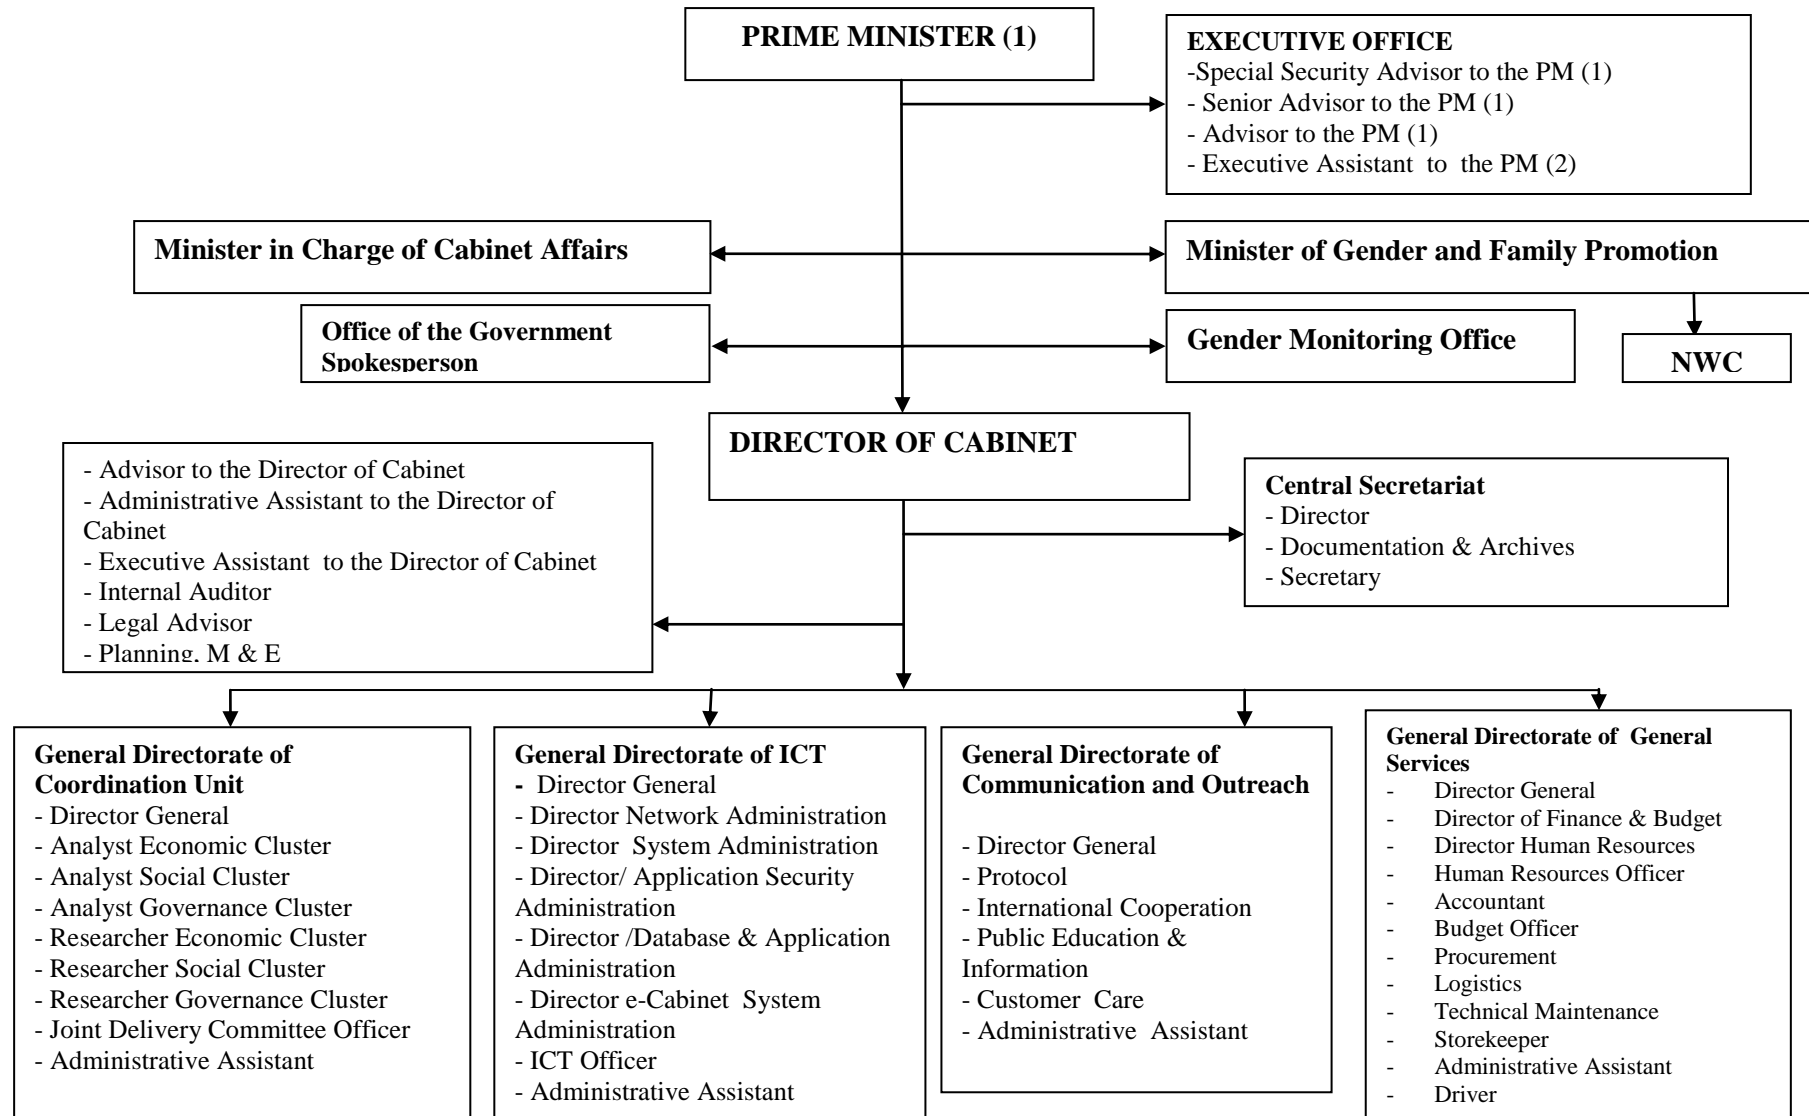 PRIME MINISTER (1)
EXECUTIVE OFFICE
-Special Security Advisor to the PM (1)
- Senior Advisor to the PM (1)
- Advisor to the PM (1)
- Executive Assistant to the PM (2)
Minister in Charge of Cabinet Affairs
Minister of Gender and Family Promotion
Office of the Government
Spokesperson
Gender Monitoring Office
NWC
DIRECTOR OF CABINET
- Advisor to the Director of Cabinet
- Administrative Assistant to the Director of
Cabinet
- Executive Assistant to the Director of Cabinet
- Internal Auditor
- Legal Advisor
- Planning, M & E
Central Secretariat
- Director
- Documentation & Archives
- Secretary
General Directorate of
Coordination Unit
- Director General
- Analyst Economic Cluster
- Analyst Social Cluster
- Analyst Governance Cluster
- Researcher Economic Cluster
- Researcher Social Cluster
- Researcher Governance Cluster
- Joint Delivery Committee Officer
- Administrative Assistant
General Directorate of ICT
- Director General
- Director Network Administration
- Director System Administration
- Director/ Application Security
Administration
- Director /Database & Application
Administration
- Director e-Cabinet System
Administration
- ICT Officer
- Administrative Assistant
General Directorate of
Communication and Outreach
- Director General
- Protocol
- International Cooperation
- Public Education &
Information
- Customer Care
- Administrative Assistant
General Directorate of General
Services
- Director General
- Director of Finance & Budget
- Director Human Resources
- Human Resources Officer
- Accountant
- Budget Officer
- Procurement
- Logistics
- Technical Maintenance
- Storekeeper
- Administrative Assistant
- Driver